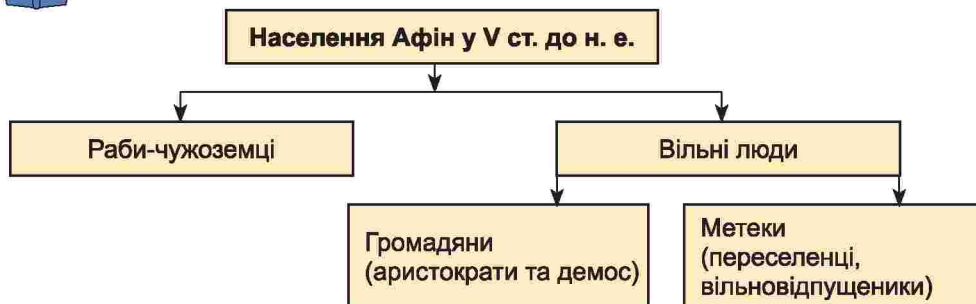 Населення Афін у V ст. до н. е.
Раби-чужоземці
Вільні люди
Громадяни
(аристократи та демос)
Метеки
(переселенці,
вільновідпущеники)